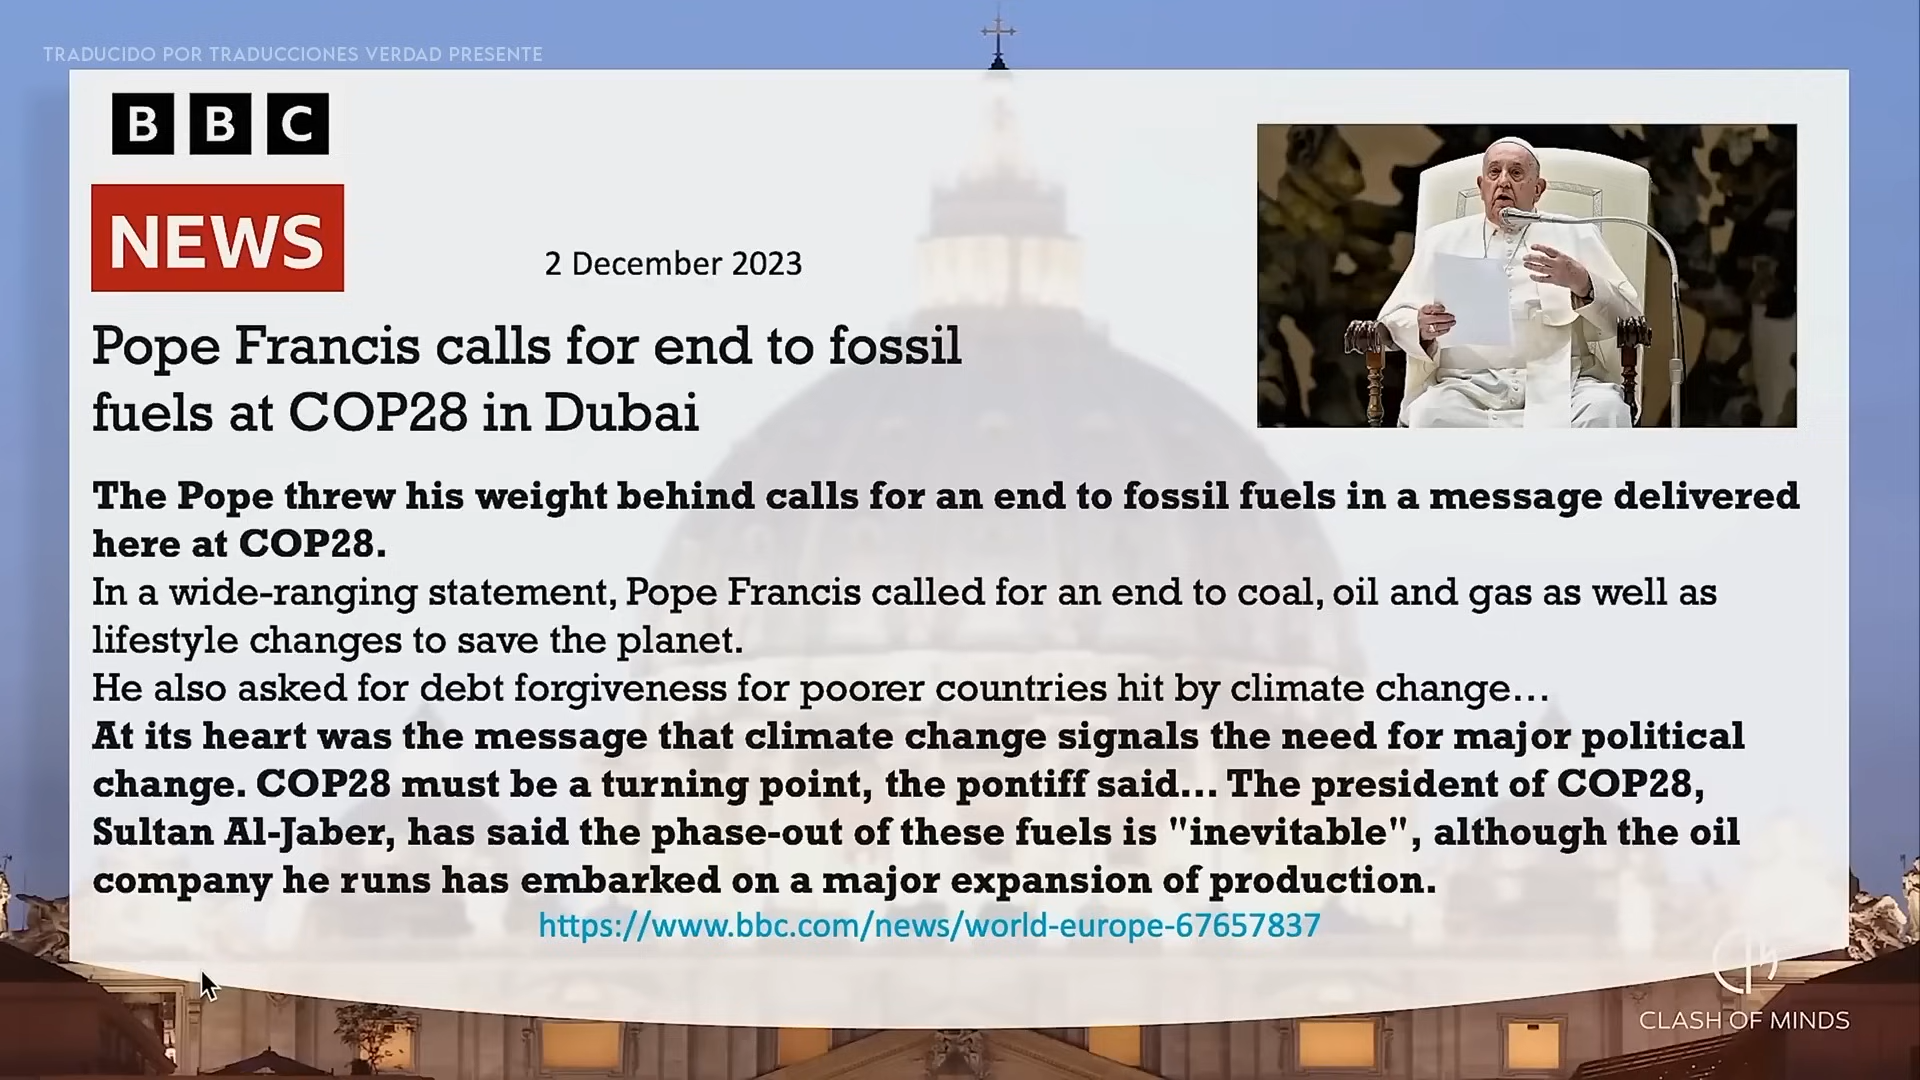 TRADUCIDO POR TRADUCCIONES VERDAD PRESENTE
BBC
NEWS
2 December 2023
Pope Francis calls for end to fossil
fuels at COP28 in Dubai
The Pope threw his weight behind calls for an end to fossil fuels in a message delivered
here at COP28.
In a wide-ranging statement, Pope Francis called for an end to coal, oil and gas as well as
lifestyle changes to save the planet.
He also asked for debt forgiveness for poorer countries hit by climate change…
At its heart was the message that climate change signals the need for major political
change. COP28 must be a turning point, the pontiff said… The president of COP28,
Sultan Al-Jaber, has said the phase-out of these fuels is "inevitable", although the oil
company he runs has embarked on a major expansion of production.
https://www.bbc.com/news/world-europe-67657837
CLASH OF MINDS